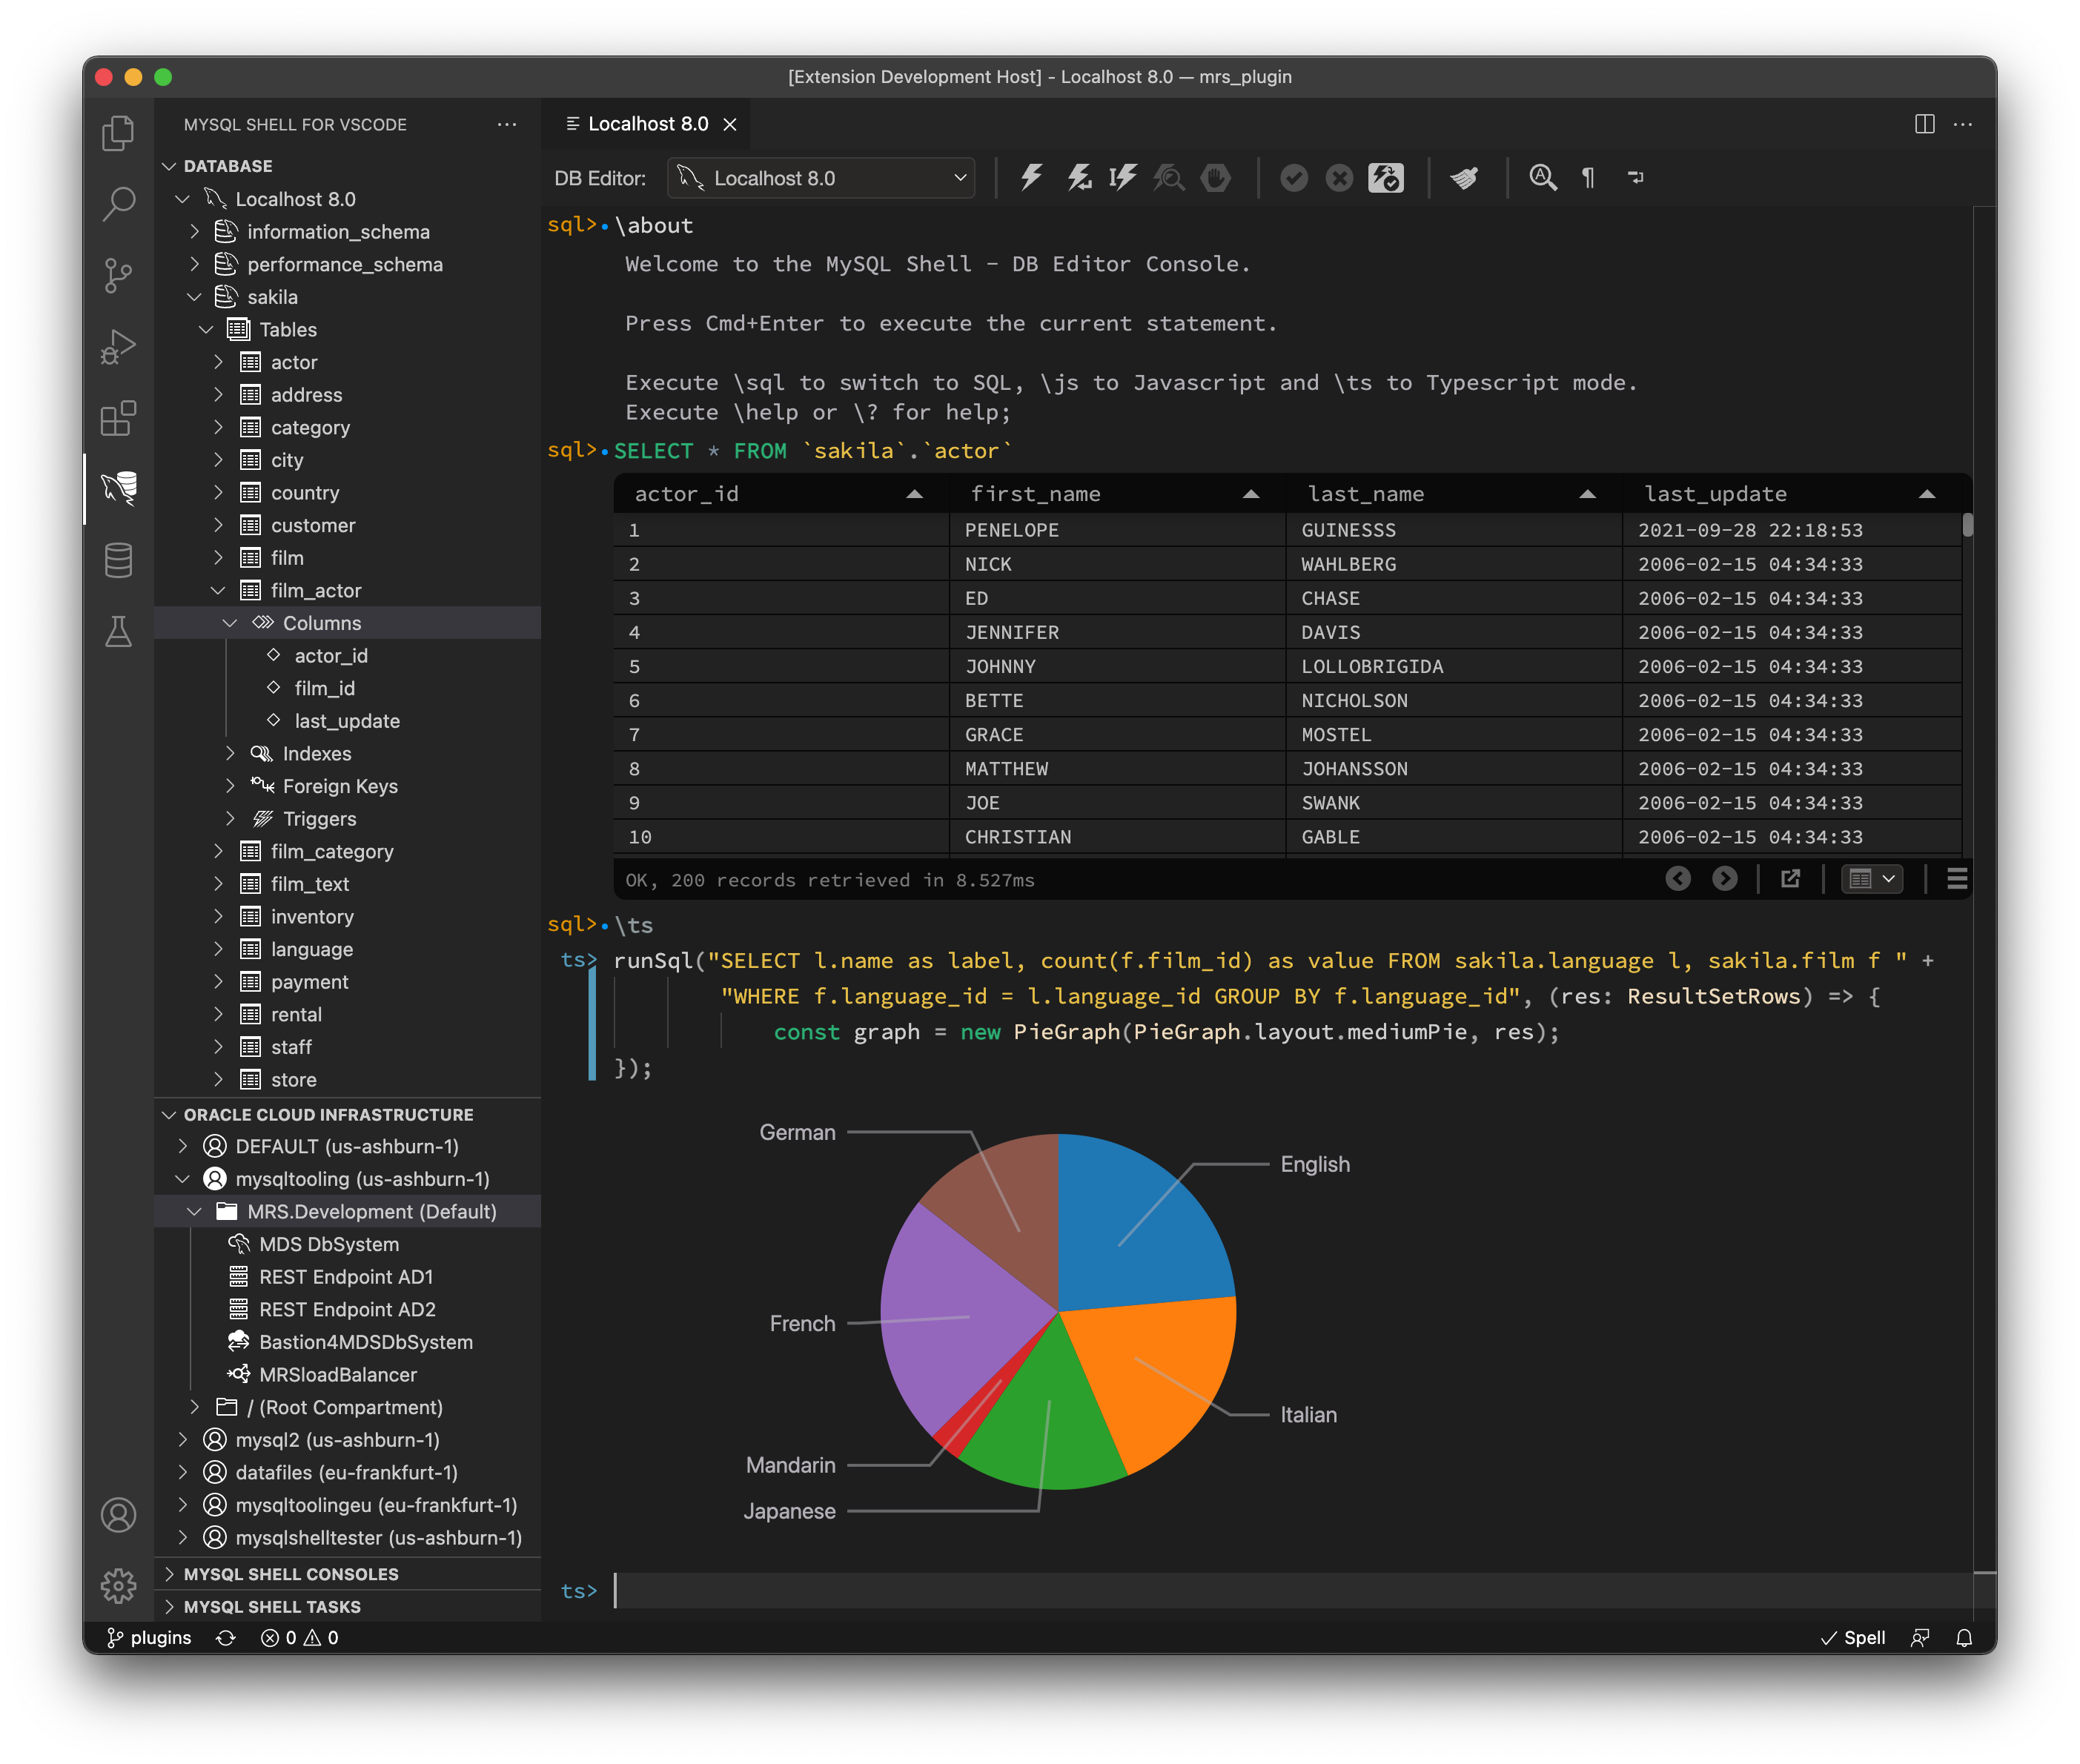 [Extension Development Host] - Localhost 8.0 — mrs_plugin
MYSQL SHELL FOR VSCODE
DATABASE
Localhost 8.0
information_schema
performance_schema
sakila
Tables
actor
address
category
city
country
customer
film
film_actor
Columns
actor_id
film_id
last_update
Indexes
Foreign Keys
Triggers
film_category
film_text
inventory
language
payment
rental
staff
store
ORACLE CLOUD INFRASTRUCTURE
DEFAULT (us-ashburn-1)
mysqltooling (us-ashburn-1)
MRS.Development (Default)
MDS DbSystem
REST Endpoint AD1
REST Endpoint AD2
Bastion4MDSDbSystem
MRSloadBalancer
/ (Root Compartment)
mysql2 (us-ashburn-1)
datafiles (eu-frankfurt-1)
mysqltoolingeu (eu-frankfurt-1)
mysqlshelltester (us-ashburn-1)
MYSQL SHELL CONSOLES
MYSQL SHELL TASKS
Localhost 8.0
DB Editor: Localhost 8.0
sql> \about
Welcome to the MySQL Shell - DB Editor Console.
Press Cmd+Enter to execute the current statement.
Execute \sql to switch to SQL, \js to Javascript and \ts to Typescript mode.
Execute \help or \? for help;
sql> SELECT * FROM `sakila`.`actor`
actor_id first_name last_name last_update
1 PENELOPE GUINESSS 2021-09-28 22:18:53
2 NICK WAHLBERG 2006-02-15 04:34:33
3 ED CHASE 2006-02-15 04:34:33
4 JENNIFER DAVIS 2006-02-15 04:34:33
5 JOHNNY LOLLOBRIGIDA 2006-02-15 04:34:33
6 BETTE NICHOLSON 2006-02-15 04:34:33
7 GRACE MOSTEL 2006-02-15 04:34:33
8 MATTHEW JOHANSSON 2006-02-15 04:34:33
9 JOE SWANK 2006-02-15 04:34:33
10 CHRISTIAN GABLE 2006-02-15 04:34:33
OK, 200 records retrieved in 8.527ms
sql> \ts
ts> runSql("SELECT l.name as label, count(f.film_id) as value FROM sakila.language l, sakila.film f " +
"WHERE f.language_id = l.language_id GROUP BY f.language_id", (res: ResultSetRows) => {
const graph = new PieGraph(PieGraph.layout.mediumPie, res);
});
German
English
French
Italian
Mandarin
Japanese
ts>
plugins 0 0
Spell